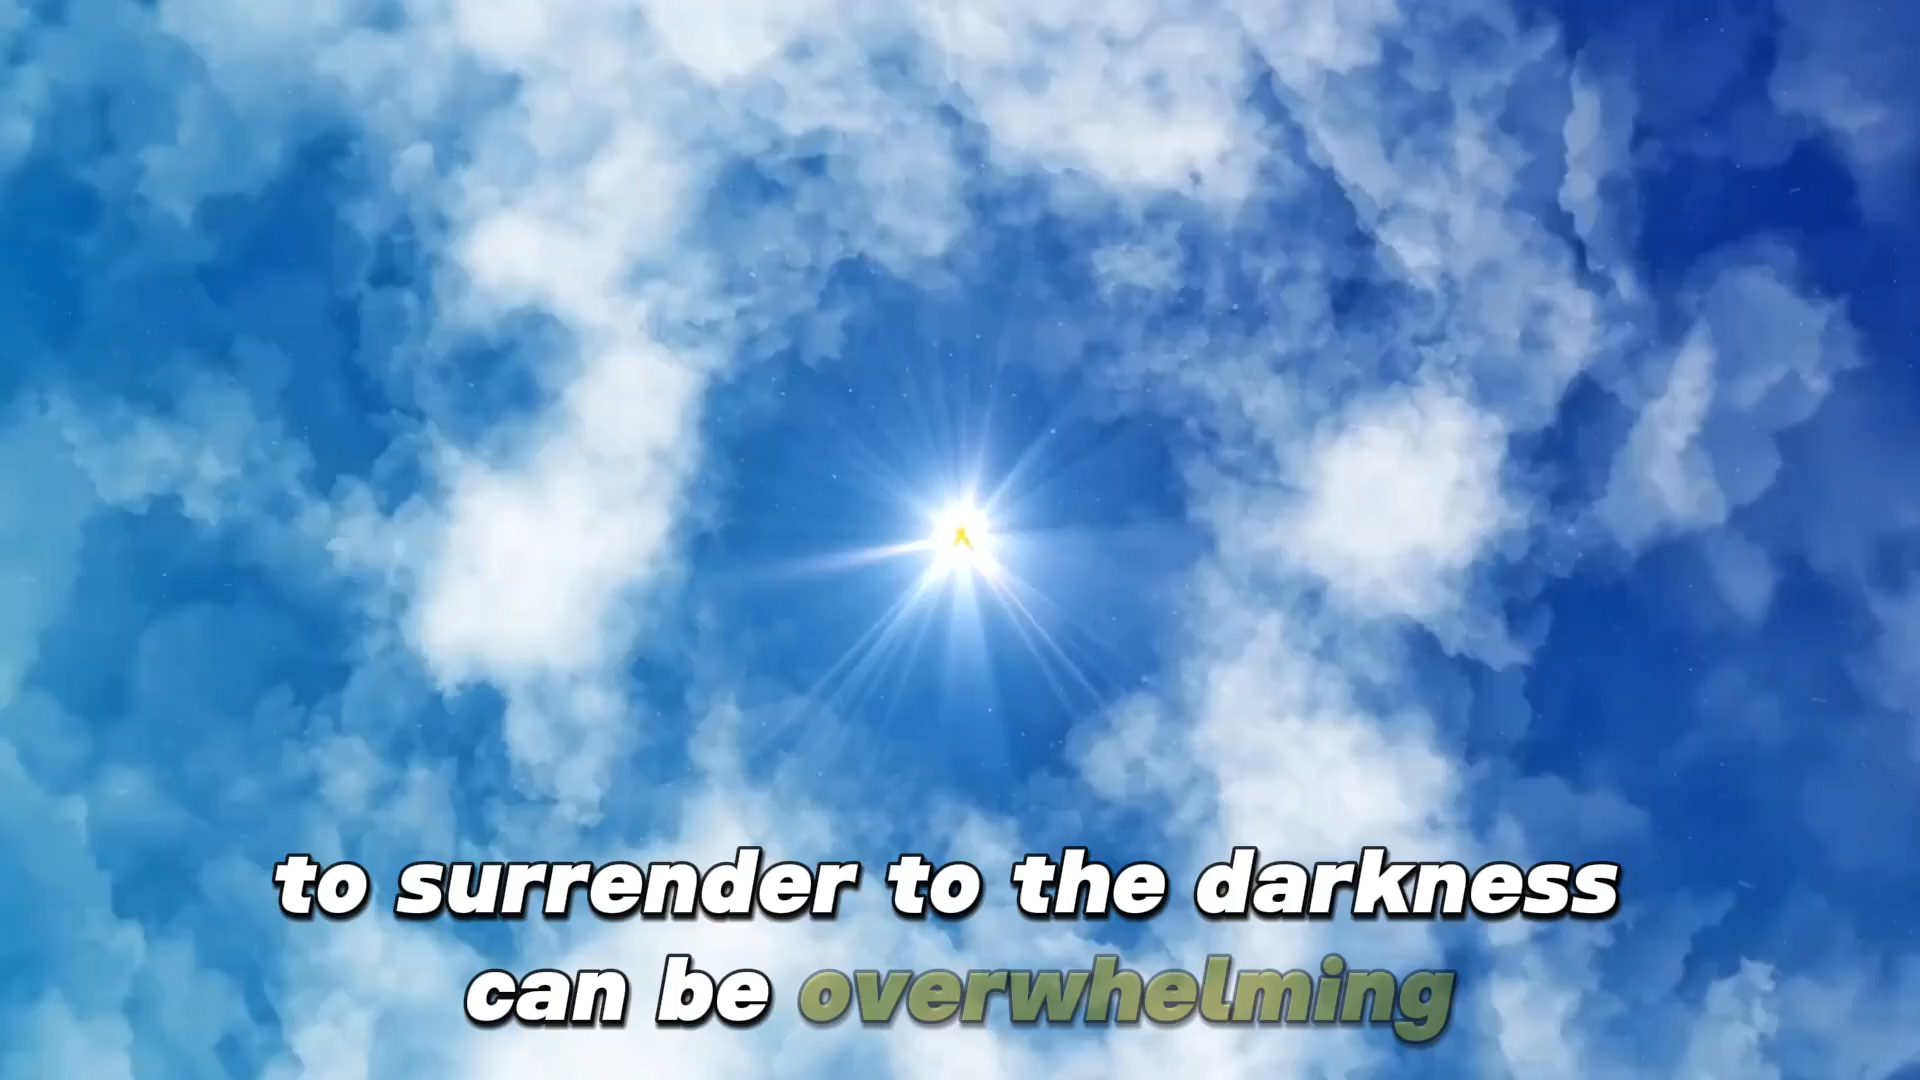 to surrender to the darkness
can be overwhelming